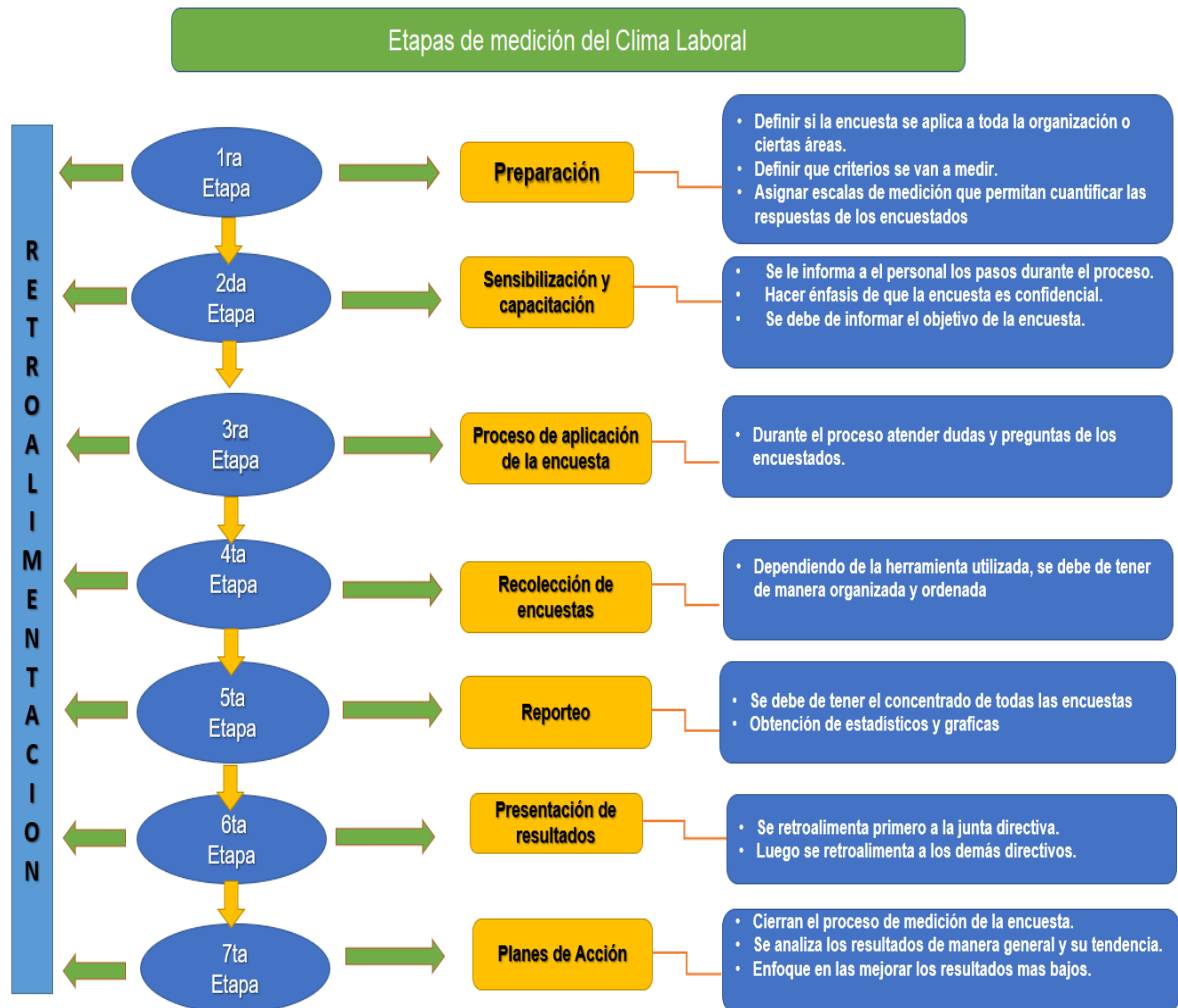 Etapas de medición del Clima Laboral
RETROALIMENTACION
1ra
Etapa
Preparación
• Definir si la encuesta se aplica a toda la organización o
ciertas áreas.
• Definir que criterios se van a medir.
• Asignar escalas de medición que permitan cuantificar las
respuestas de los encuestados
2da
Etapa
Sensibilización y
capacitación
• Se le informa a el personal los pasos durante el proceso.
• Hacer énfasis de que la encuesta es confidencial.
• Se debe de informar el objetivo de la encuesta.
3ra
Etapa
Proceso de aplicación
de la encuesta
• Durante el proceso atender dudas y preguntas de los
encuestados.
4ta
Etapa
Recolección de
encuestas
• Dependiendo de la herramienta utilizada, se debe de tener
de manera organizada y ordenada
5ta
Etapa
Reporteo
• Se debe de tener el concentrado de todas las encuestas
• Obtención de estadísticos y graficas
6ta
Etapa
Presentación de
resultados
• Se retroalimenta primero a la junta directiva.
• Luego se retroalimenta a los demás directivos.
7ta
Etapa
Planes de Acción
• Cierran el proceso de medición de la encuesta.
• Se analiza los resultados de manera general y su tendencia.
• Enfoque en las mejorar los resultados mas bajos.